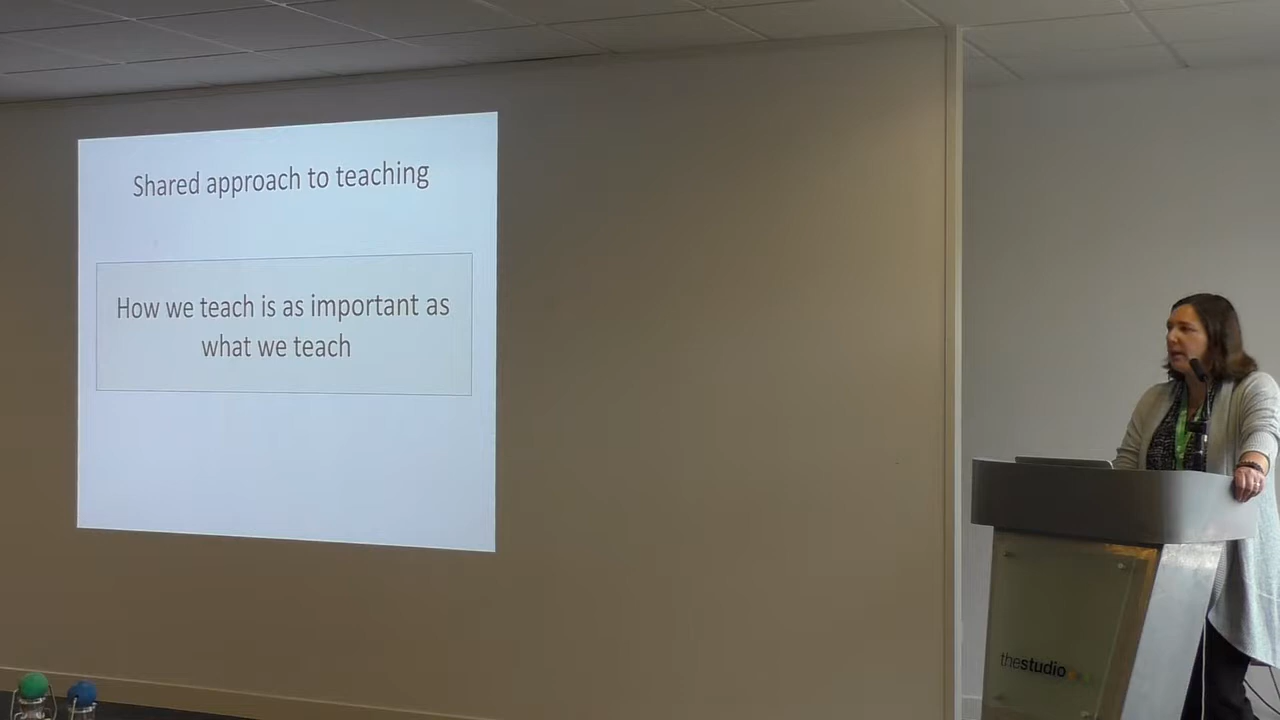 Shared approach to teaching
How we teach is as important as
what we teach
thestudio